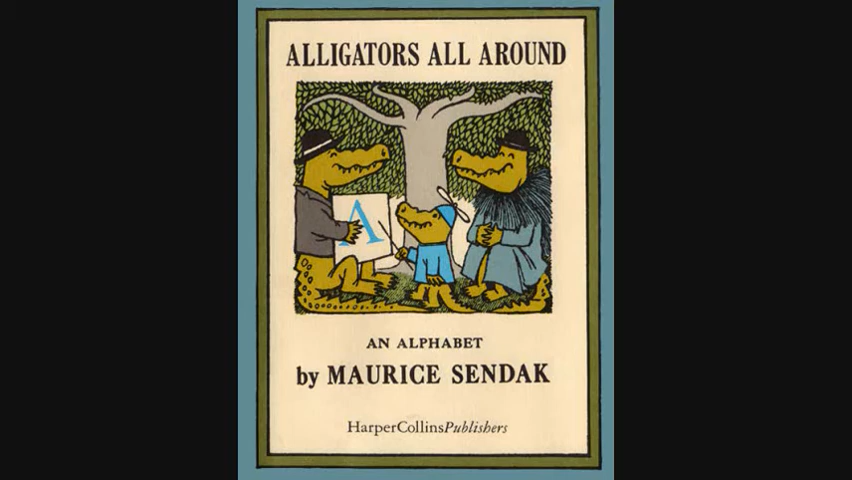 ALLIGATORS ALL AROUND
A
AN ALPHABET
by MAURICE SENDAK
HarperCollinsPublishers